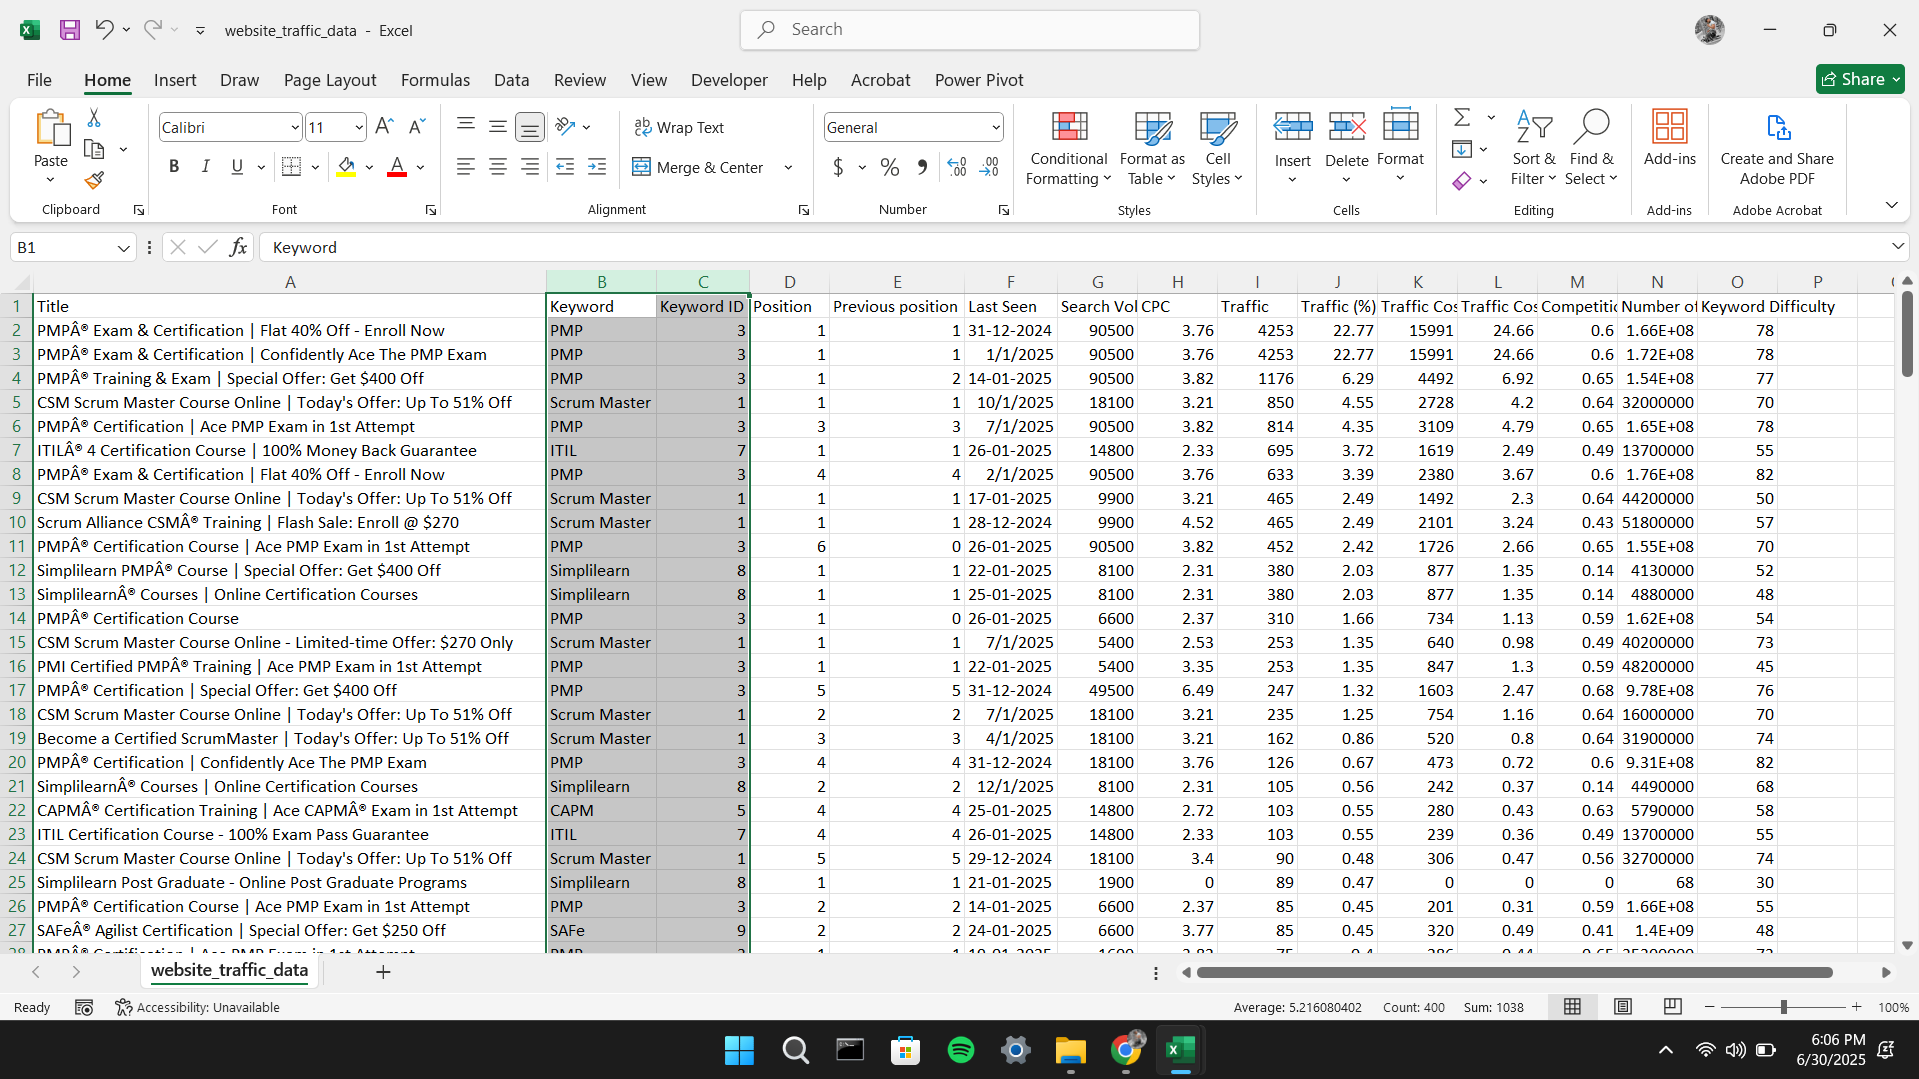 website_traffic_data - Excel
Search
File Home Insert Draw Page Layout Formulas Data Review View Developer Help Acrobat Power Pivot
Share
Paste
Clipboard
Calibri 11
B I U
Font
Wrap Text
Merge & Center
Alignment
General
$ % 9
Number
Conditional Formatting
Format as Table
Cell Styles
Styles
Insert Delete Format
Cells
Sort & Filter
Find & Select
Editing
Add-ins
Add-ins
Create and Share Adobe PDF
Adobe Acrobat
B1 fx Keyword
A B C D E F G H I J K L M N O P
1 Title Keyword Keyword ID Position Previous position Last Seen Search Vol CPC Traffic Traffic (%) Traffic Cos Traffic Cos Competitic Number of Keyword Difficulty
2 PMPÂ® Exam & Certification | Flat 40% Off - Enroll Now PMP 3 1 1 31-12-2024 90500 3.76 4253 22.77 15991 24.66 0.6 1.66E+08 78
3 PMPÂ® Exam & Certification | Confidently Ace The PMP Exam PMP 3 1 1 1/1/2025 90500 3.76 4253 22.77 15991 24.66 0.6 1.72E+08 78
4 PMPÂ® Training & Exam | Special Offer: Get $400 Off PMP 3 1 2 14-01-2025 90500 3.82 1176 6.29 4492 6.92 0.65 1.54E+08 77
5 CSM Scrum Master Course Online | Today's Offer: Up To 51% Off Scrum Master 1 1 1 10/1/2025 18100 3.21 850 4.55 2728 4.2 0.64 32000000 70
6 PMPÂ® Certification | Ace PMP Exam in 1st Attempt PMP 3 3 3 7/1/2025 90500 3.82 814 4.35 3109 4.79 0.65 1.65E+08 78
7 ITILÂ® 4 Certification Course | 100% Money Back Guarantee ITIL 7 1 1 26-01-2025 14800 2.33 695 3.72 1619 2.49 0.49 13700000 55
8 PMPÂ® Exam & Certification | Flat 40% Off - Enroll Now PMP 3 4 4 2/1/2025 90500 3.76 633 3.39 2380 3.67 0.6 1.76E+08 82
9 CSM Scrum Master Course Online | Today's Offer: Up To 51% Off Scrum Master 1 1 1 17-01-2025 9900 3.21 465 2.49 1492 2.3 0.64 44200000 50
10 Scrum Alliance CSMÂ® Training | Flash Sale: Enroll @ $270 Scrum Master 1 1 1 28-12-2024 9900 4.52 465 2.49 2101 3.24 0.43 51800000 57
11 PMPÂ® Certification Course | Ace PMP Exam in 1st Attempt PMP 3 6 0 26-01-2025 90500 3.82 452 2.42 1726 2.66 0.65 1.55E+08 70
12 Simplilearn PMPÂ® Course | Special Offer: Get $400 Off Simplilearn 8 1 1 22-01-2025 8100 2.31 380 2.03 877 1.35 0.14 4130000 52
13 SimplilearnÂ® Courses | Online Certification Courses Simplilearn 8 1 1 25-01-2025 8100 2.31 380 2.03 877 1.35 0.14 4880000 48
14 PMPÂ® Certification Course PMP 3 1 0 26-01-2025 6600 2.37 310 1.66 734 1.13 0.59 1.62E+08 54
15 CSM Scrum Master Course Online - Limited-time Offer: $270 Only Scrum Master 1 1 1 7/1/2025 5400 2.53 253 1.35 640 0.98 0.49 40200000 73
16 PMI Certified PMPÂ® Training | Ace PMP Exam in 1st Attempt PMP 3 1 1 22-01-2025 5400 3.35 253 1.35 847 1.3 0.59 48200000 45
17 PMPÂ® Certification | Special Offer: Get $400 Off PMP 3 5 5 31-12-2024 49500 6.49 247 1.32 1603 2.47 0.68 9.78E+08 76
18 CSM Scrum Master Course Online | Today's Offer: Up To 51% Off Scrum Master 1 2 2 7/1/2025 18100 3.21 235 1.25 754 1.16 0.64 16000000 70
19 Become a Certified ScrumMaster | Today's Offer: Up To 51% Off Scrum Master 1 3 3 4/1/2025 18100 3.21 162 0.86 520 0.8 0.64 31900000 74
20 PMPÂ® Certification | Confidently Ace The PMP Exam PMP 3 4 4 31-12-2024 18100 3.76 126 0.67 473 0.72 0.6 9.31E+08 82
21 SimplilearnÂ® Courses | Online Certification Courses Simplilearn 8 2 2 12/1/2025 8100 2.31 105 0.56 242 0.37 0.14 4490000 68
22 CAPMÂ® Certification Training | Ace CAPMÂ® Exam in 1st Attempt CAPM 5 4 4 25-01-2025 14800 2.72 103 0.55 280 0.43 0.63 5790000 58
23 ITIL Certification Course - 100% Exam Pass Guarantee ITIL 7 4 4 26-01-2025 14800 2.33 103 0.55 239 0.36 0.49 13700000 55
24 CSM Scrum Master Course Online | Today's Offer: Up To 51% Off Scrum Master 1 5 5 29-12-2024 18100 3.4 90 0.48 306 0.47 0.56 32700000 74
25 Simplilearn Post Graduate - Online Post Graduate Programs Simplilearn 8 1 1 21-01-2025 1900 0 89 0.47 0 0 0 68 30
26 PMPÂ® Certification Course | Ace PMP Exam in 1st Attempt PMP 3 2 2 14-01-2025 6600 2.37 85 0.45 201 0.31 0.59 1.66E+08 55
27 SAFeÂ® Agilist Certification | Special Offer: Get $250 Off SAFe 9 2 2 24-01-2025 6600 3.77 85 0.45 320 0.49 0.41 1.4E+09 48
website_traffic_data
Ready Accessibility: Unavailable Average: 5.216080402 Count: 400 Sum: 1038 100%
6:06 PM
6/30/2025